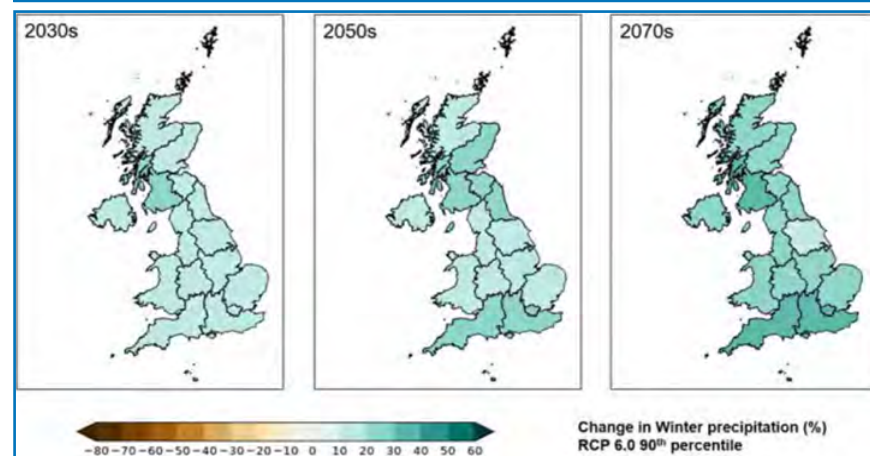 2030s
2050s
2070s
Change in Winter precipitation (%)
RCP 6.0 90th percentile
−80 −70 −60 −50 −40 −30 −20 −10 0 10 20 30 40 50 60